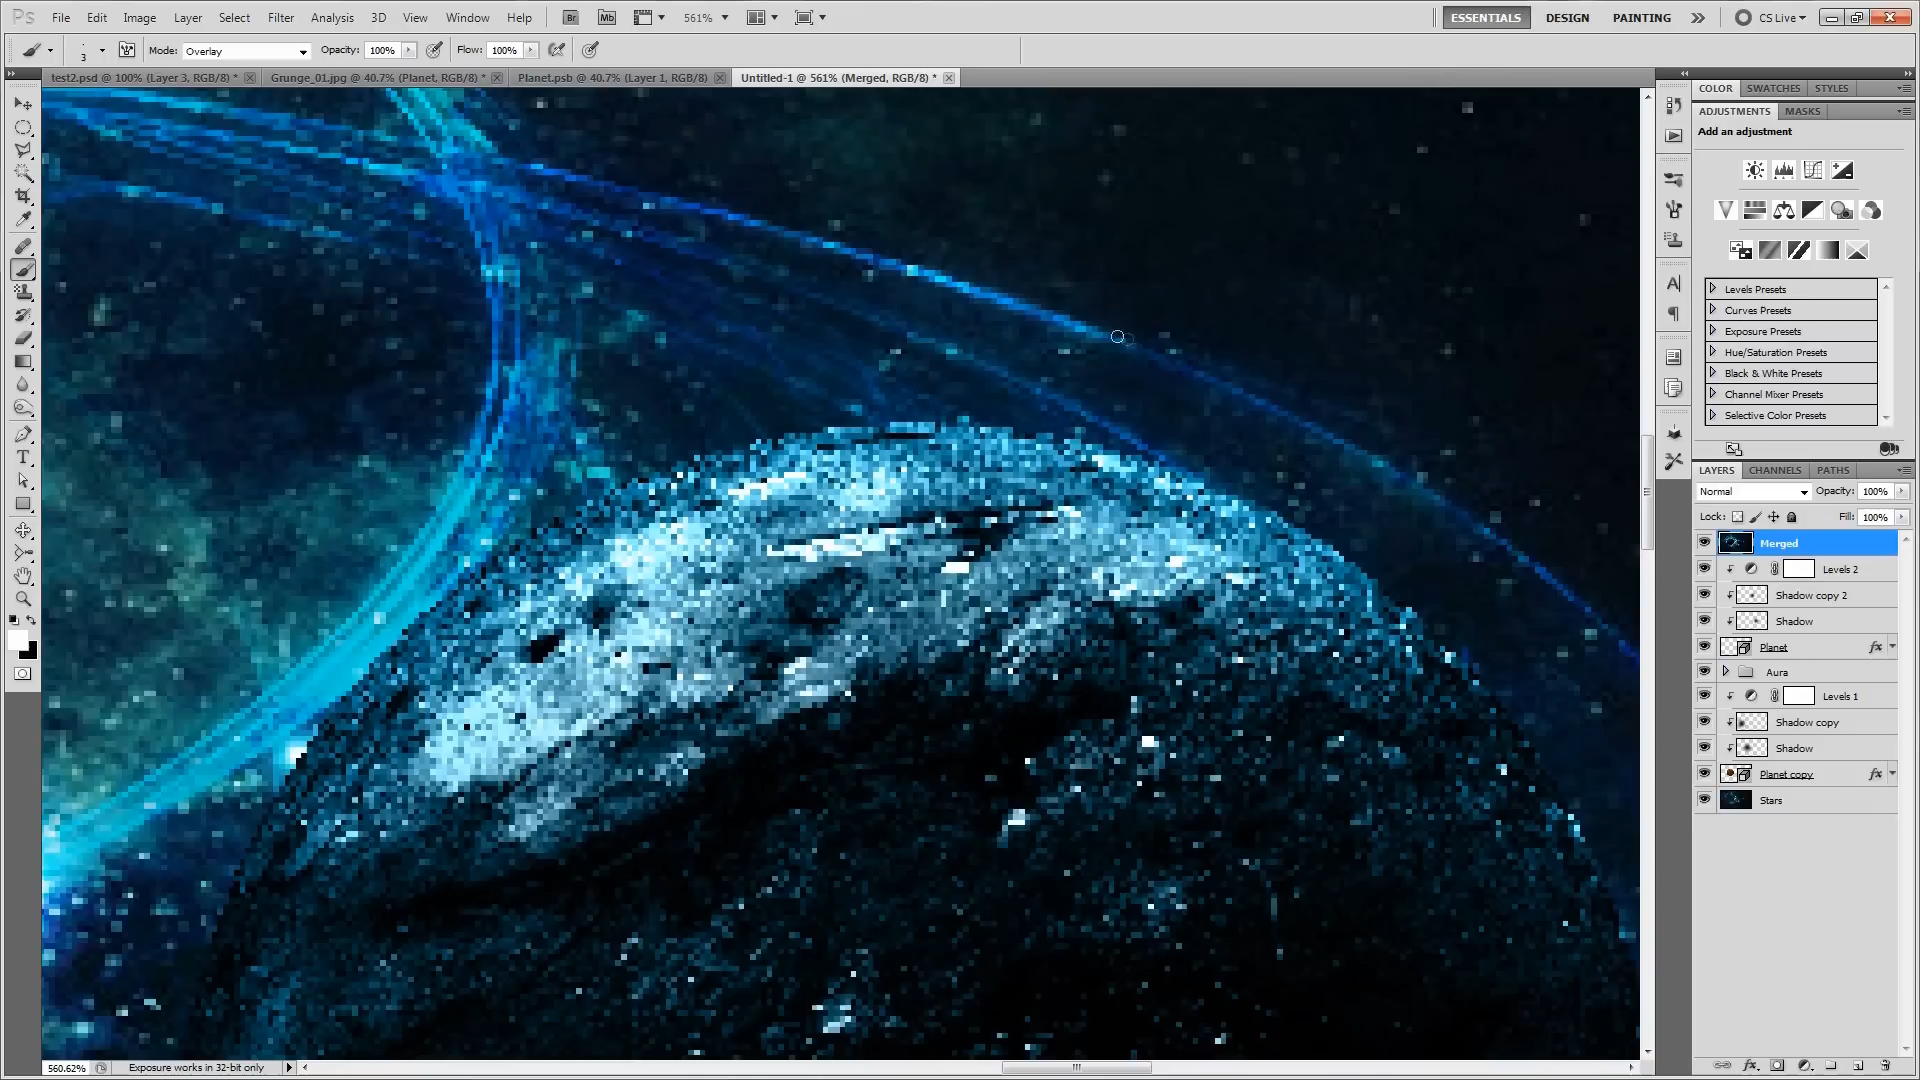 Ps File Edit Image Layer Select Filter Analysis 3D View Window Help Br Mb 561% ESSENTIALS DESIGN PAINTING CS Live
3 Mode: Overlay Opacity: 100% Flow: 100%
test2.psd @ 100% (Layer 3, RGB/8) * Grunge_01.jpg @ 40.7% (Planet, RGB/8) * Planet.psb @ 40.7% (Layer 1, RGB/8) Untitled-1 @ 561% (Merged, RGB/8) *
COLOR SWATCHES STYLES
ADJUSTMENTS MASKS
Add an adjustment
Levels Presets
Curves Presets
Exposure Presets
Hue/Saturation Presets
Black & White Presets
Channel Mixer Presets
Selective Color Presets
LAYERS CHANNELS PATHS
Normal Opacity: 100%
Lock: Fill: 100%
Merged
Levels 2
Shadow copy 2
Shadow
Planet fx
Aura
Levels 1
Shadow copy
Shadow
Planet copy fx
Stars
560.62% Exposure works in 32-bit only